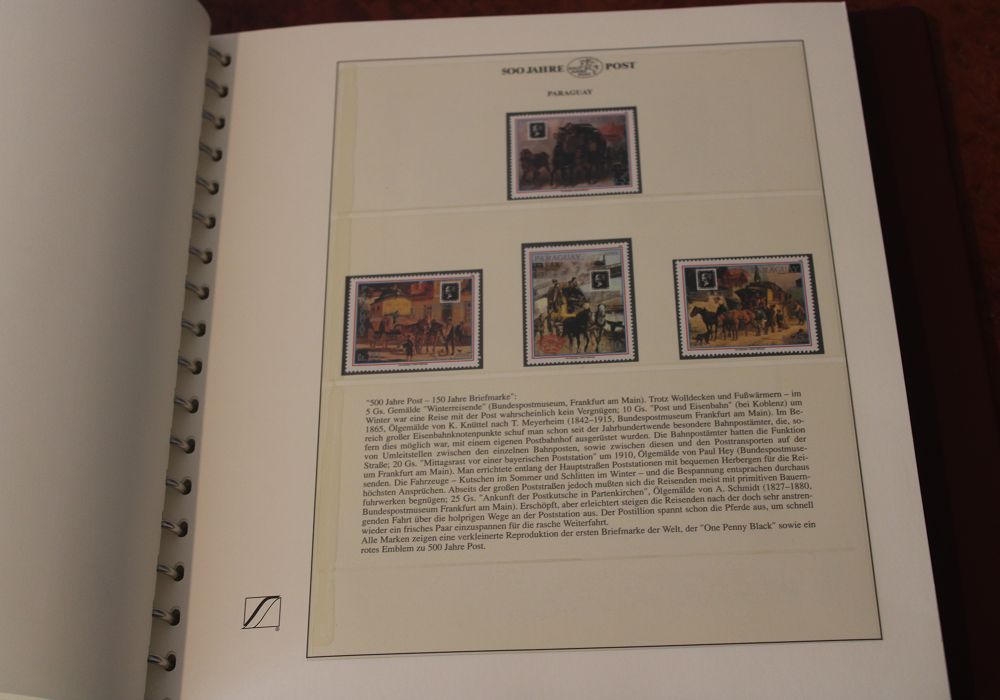 500 JAHRE POST
PARAGUAY
PARAGUAY
PARAGUAY
"500 Jahre Post – 150 Jahre Briefmarke":
5 Gs. Gemälde "Winterreisende" (Bundespostmuseum, Frankfurt am Main). Trotz Wolldecken und Fußwärmern – im
Winter war eine Reise mit der Post wahrscheinlich kein Vergnügen; 10 Gs. "Post und Eisenbahn" (bei Koblenz) um
1865, Ölgemälde von K. Knüttel nach T. Meyerheim (1842–1915, Bundespostmuseum Frankfurt am Main). Im Be-
reich großer Eisenbahnknotenpunkte schuf man schon seit der Jahrhundertwende besondere Bahnpostämter, die, so-
fern dies möglich war, mit einem eigenen Postbahnhof ausgerüstet wurden. Die Bahnpostämter hatten die Funktion
von Umleitstellen zwischen den einzelnen Bahnposten, sowie zwischen diesen und den Posttransporten auf der
Straße; 20 Gs. "Mittagsrast vor einer bayerischen Poststation" um 1910, Ölgemälde von Paul Hey (Bundespostmuse-
um Frankfurt am Main). Man errichtete entlang der Hauptstraßen Poststationen mit bequemen Herbergen für die Rei-
senden. Die Fahrzeuge – Kutschen im Sommer und Schlitten im Winter – und die Bespannung entsprachen durchaus
höchsten Ansprüchen. Abseits der großen Poststraßen jedoch mußten sich die Reisenden meist mit primitiven Bauern-
fuhrwerken begnügen; 25 Gs. "Ankunft der Postkutsche in Partenkirchen", Ölgemälde von A. Schmidt (1827–1880,
Bundespostmuseum Frankfurt am Main). Erschöpft, aber erleichtert steigen die Reisenden nach der doch sehr anstren-
genden Fahrt über die holprigen Wege an der Poststation aus. Der Postillion spannt schon die Pferde aus, um schnell
wieder ein frisches Paar einzuspannen für die rasche Weiterfahrt.
Alle Marken zeigen eine verkleinerte Reproduktion der ersten Briefmarke der Welt, der "One Penny Black" sowie ein
rotes Emblem zu 500 Jahre Post.